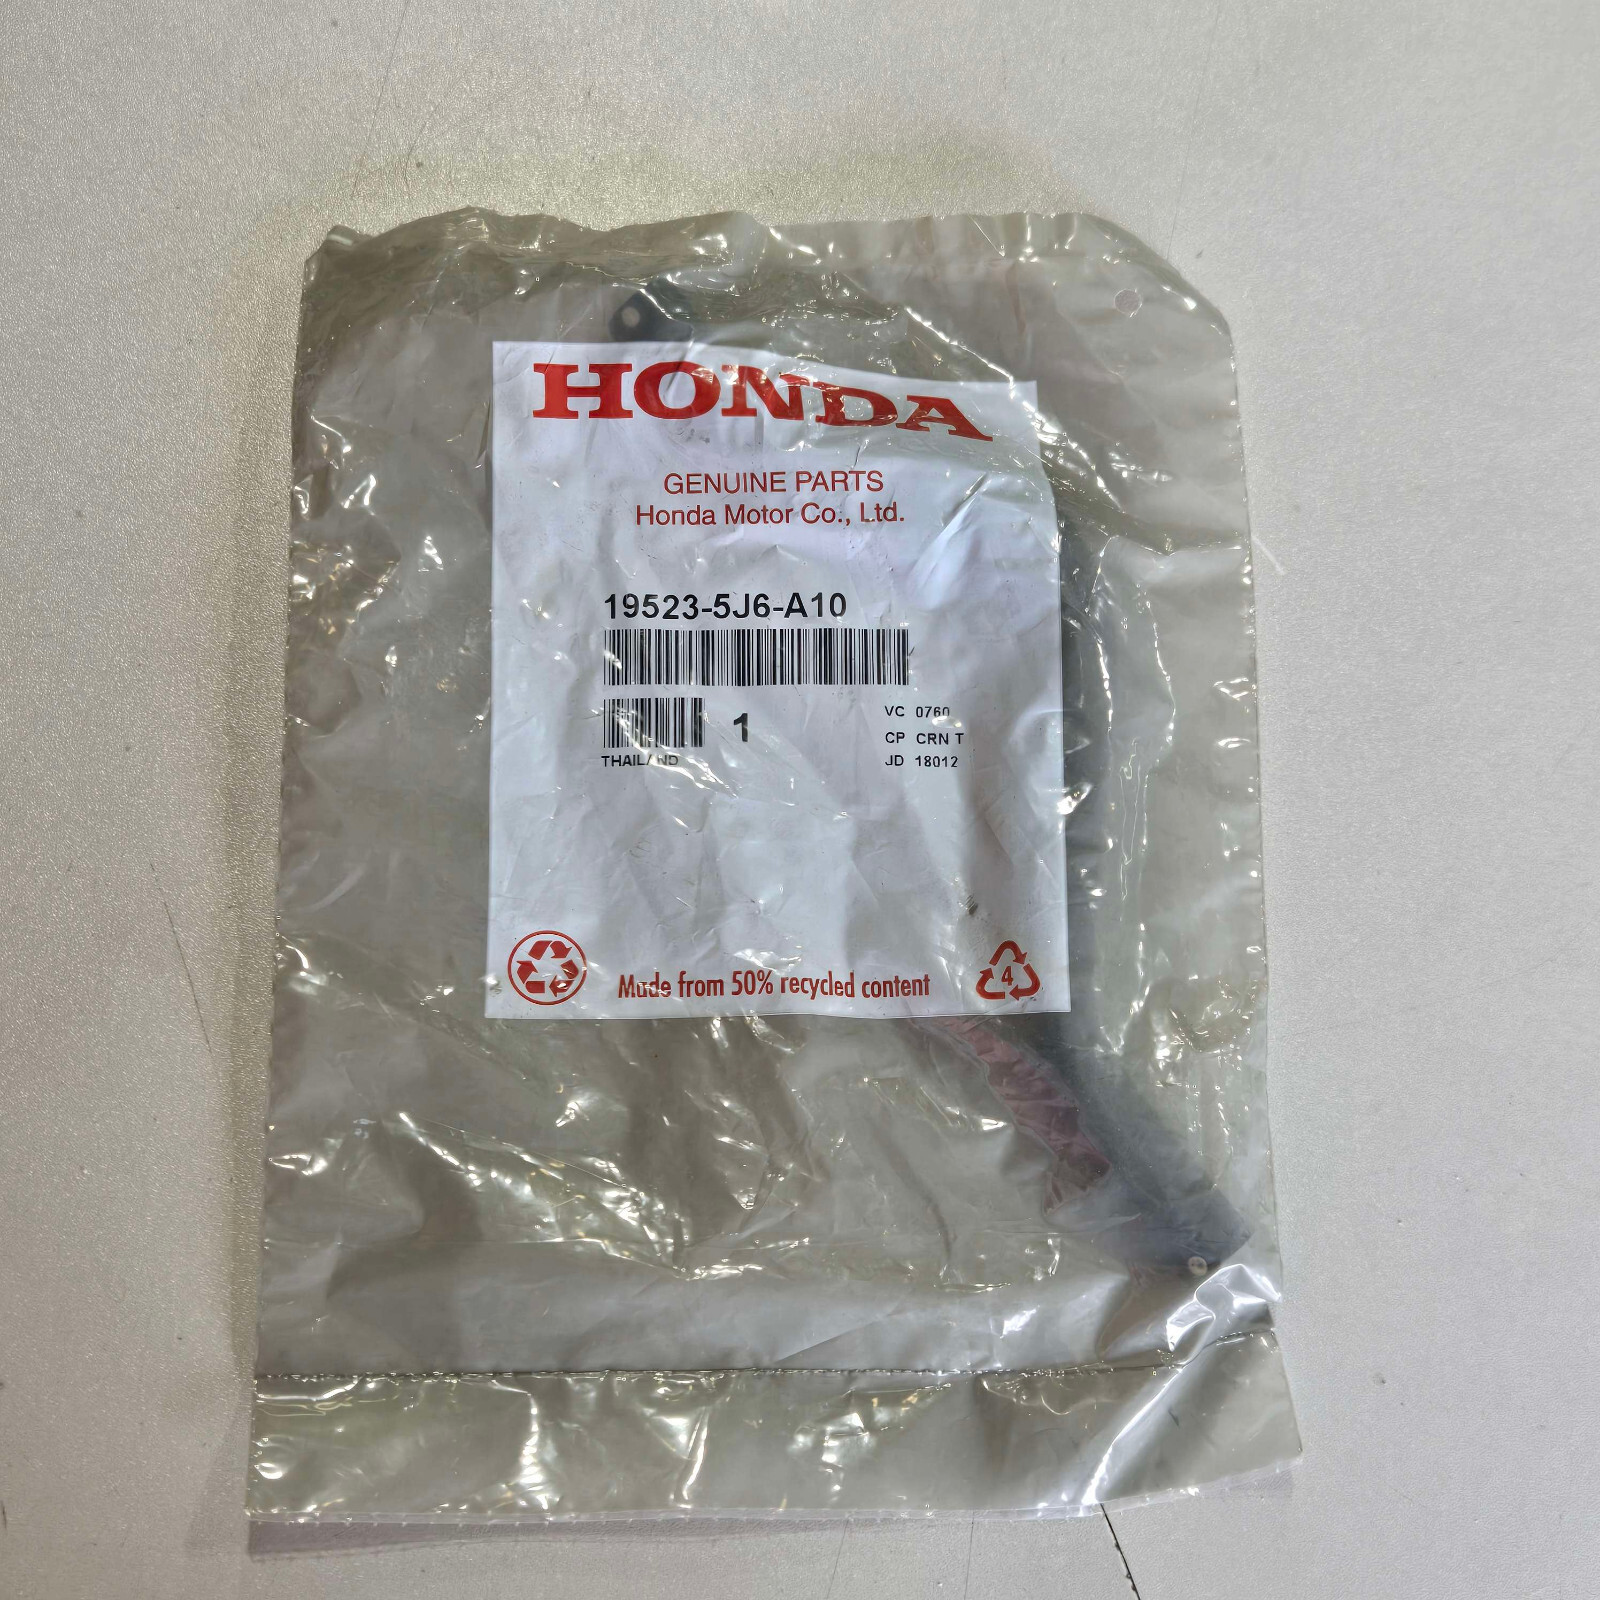 HONDA
GENUINE PARTS
Honda Motor Co., Ltd.
19523-5J6-A10
1
VC 0760
CP CRN T
THAILAND
JD 18012
Made from 50% recycled content
4